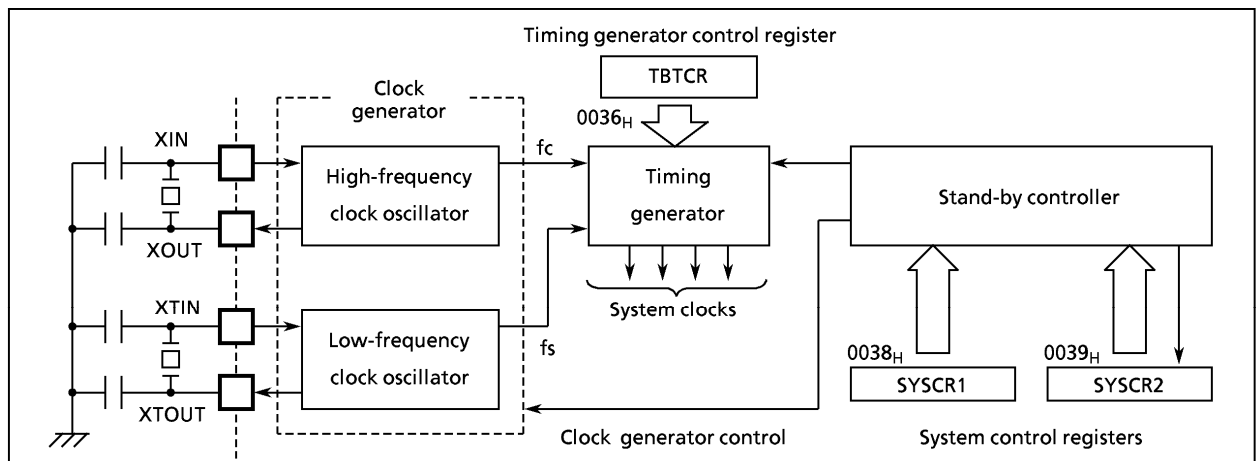 Timing generator control register
TBTCR
Clock
generator
0036H
XIN
fc
High-frequency
clock oscillator
Timing
generator
Stand-by controller
XOUT
XTIN
System clocks
Low-frequency
clock oscillator
fs
0038H
0039H
SYSCR1
SYSCR2
XTOUT
Clock generator control
System control registers